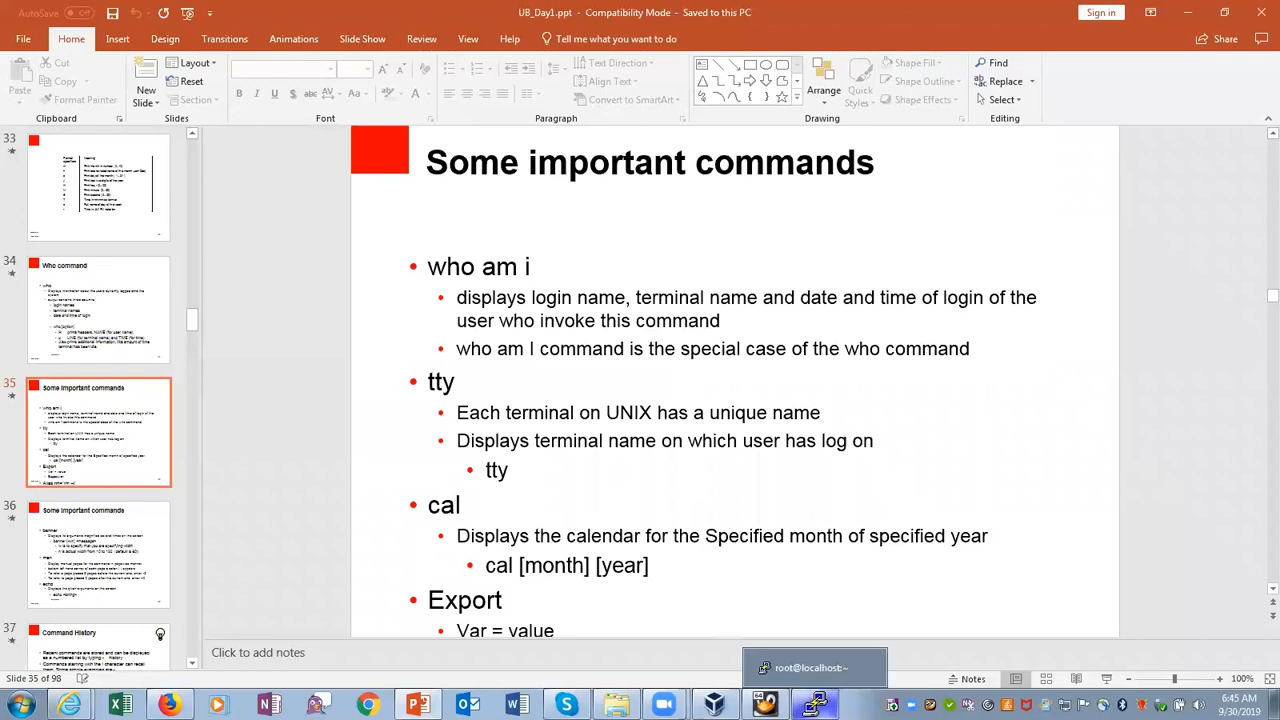 AutoSave Off
UB_Day1.ppt - Compatibility Mode - Saved to this PC
Sign in
File Home Insert Design Transitions Animations Slide Show Review View Help Tell me what you want to do
Share
Cut
Copy
Format Painter
Paste
Clipboard
New
Slide
Layout
Reset
Section
Slides
Font
Text Direction
Align Text
Convert to SmartArt
Paragraph
Arrange
Quick
Styles
Shape Fill
Shape Outline
Shape Effects
Drawing
Find
Replace
Select
Editing
33
34
Who command
35
Some important commands
36
Some important commands
Command History
Some important commands
• who am i
• displays login name, terminal name and date and time of login of the
user who invoke this command
• who am I command is the special case of the who command
• tty
• Each terminal on UNIX has a unique name
• Displays terminal name on which user has log on
• tty
• cal
• Displays the calendar for the Specified month of specified year
• cal [month] [year]
• Export
Var = value
Click to add notes
root@localhost:~
Slide 35 of 98
Notes
100%
6:45 AM
9/30/2019